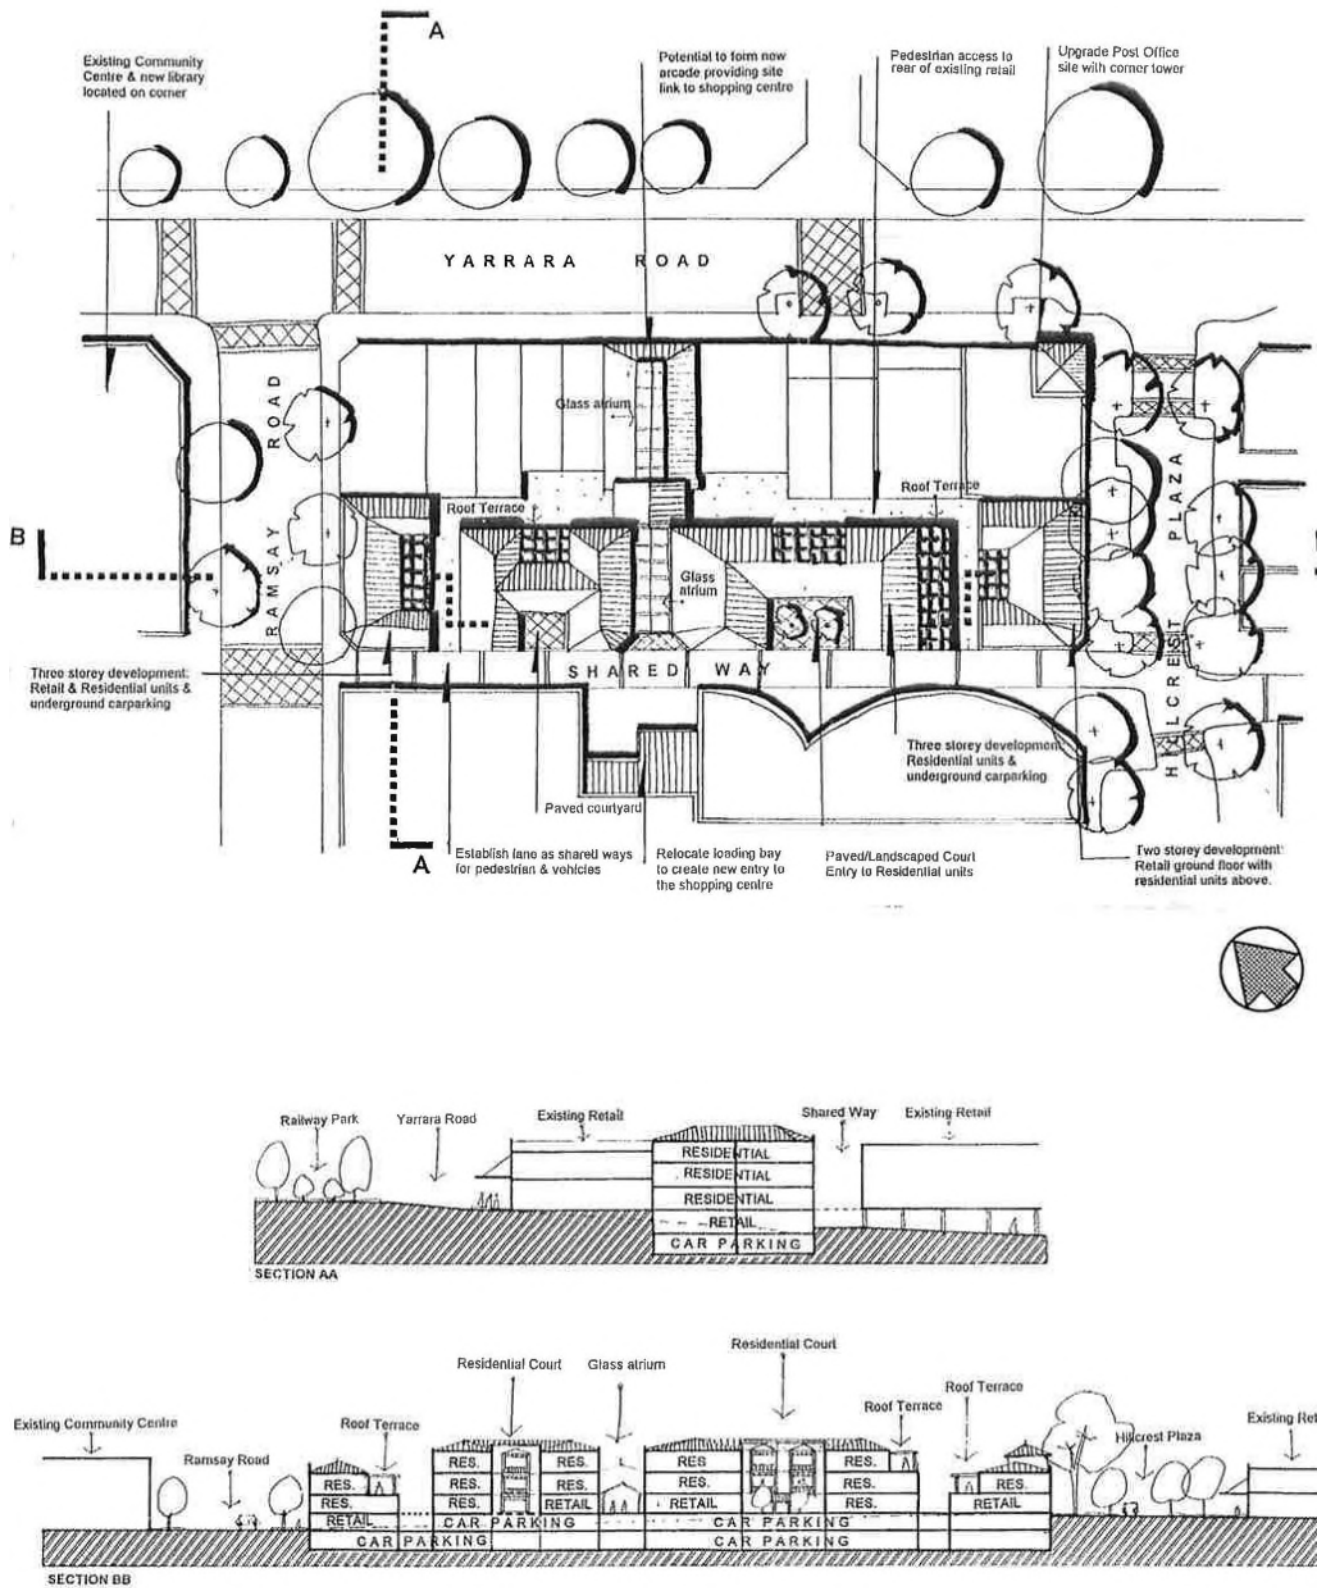 A
Existing Community
Centre & new library
located on corner
Potential to form new
arcade providing site
link to shopping centre
Pedestrian access to
rear of existing retail
Upgrade Post Office
site with corner tower
YARRARA ROAD
RAMSAY ROAD
HILLCREST PLAZA
Glass atrium
Roof Terrace
Roof Terrace
B
Glass
atrium
SHARED WAY
Three storey development:
Retail & Residential units &
underground carparking
Three storey development:
Residential units &
underground carparking
Paved courtyard
A
Establish lane as shared ways
for pedestrian & vehicles
Relocate loading bay
to create new entry to
the shopping centre
Paved/Landscaped Court
Entry to Residential units
Two storey development:
Retail ground floor with
residential units above.
Railway Park
Yarrara Road
Existing Retail
Shared Way
Existing Retail
RESIDENTIAL
RESIDENTIAL
RESIDENTIAL
RETAIL
CAR PARKING
SECTION AA
Existing Community Centre
Ramsay Road
Roof Terrace
Residential Court
Glass atrium
Residential Court
Roof Terrace
Roof Terrace
Hillcrest Plaza
Existing Ret
RES. RES. RES RES.
RES. RES. RES. RES. RES. RES.
RES. RES. RETAIL RETAIL RES. RETAIL
RETAIL CAR PARKING CAR PARKING
CAR PARKING CAR PARKING
SECTION BB